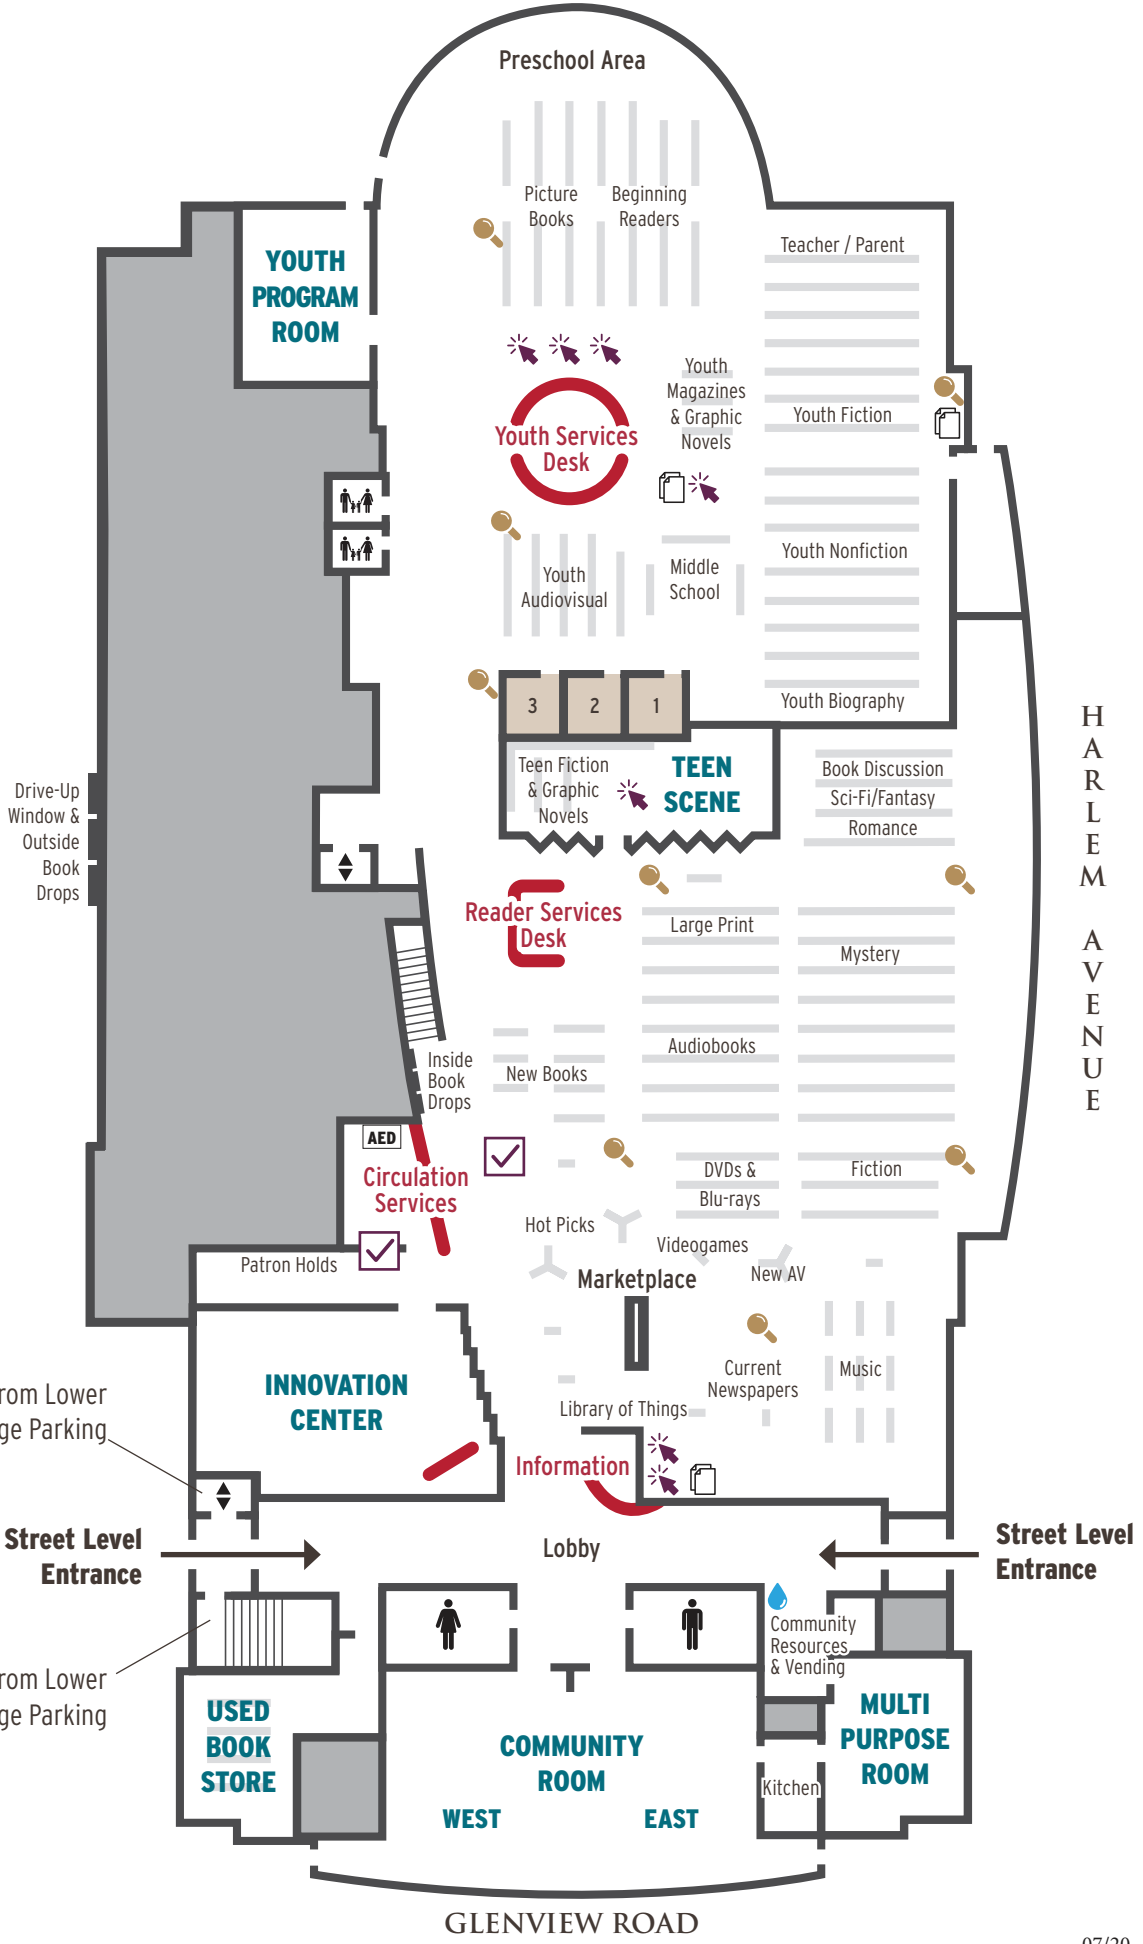 Preschool Area
Picture
Books
Beginning
Readers
Teacher / Parent
YOUTH
PROGRAM
ROOM
Youth
Magazines
& Graphic
Novels
Youth Fiction
Youth Services
Desk
Youth Nonfiction
Youth
Audiovisual
Middle
School
3
2
1
Youth Biography
Teen Fiction
& Graphic
Novels
TEEN
SCENE
Book Discussion
Sci-Fi/Fantasy
Romance
HARLEM AVENUE
Drive-Up
Window &
Outside
Book
Drops
Reader Services
Desk
Large Print
Mystery
Inside
Book
Drops
New Books
Audiobooks
AED
Circulation
Services
DVDs &
Blu-rays
Fiction
Hot Picks
Videogames
Patron Holds
Marketplace
New AV
INNOVATION
CENTER
Current
Newspapers
Music
rom Lower
ge Parking
Library of Things
Information
Street Level
Entrance
Lobby
Street Level
Entrance
Community
Resources
& Vending
rom Lower
ge Parking
USED
BOOK
STORE
COMMUNITY
ROOM
WEST
EAST
Kitchen
MULTI
PURPOSE
ROOM
GLENVIEW ROAD